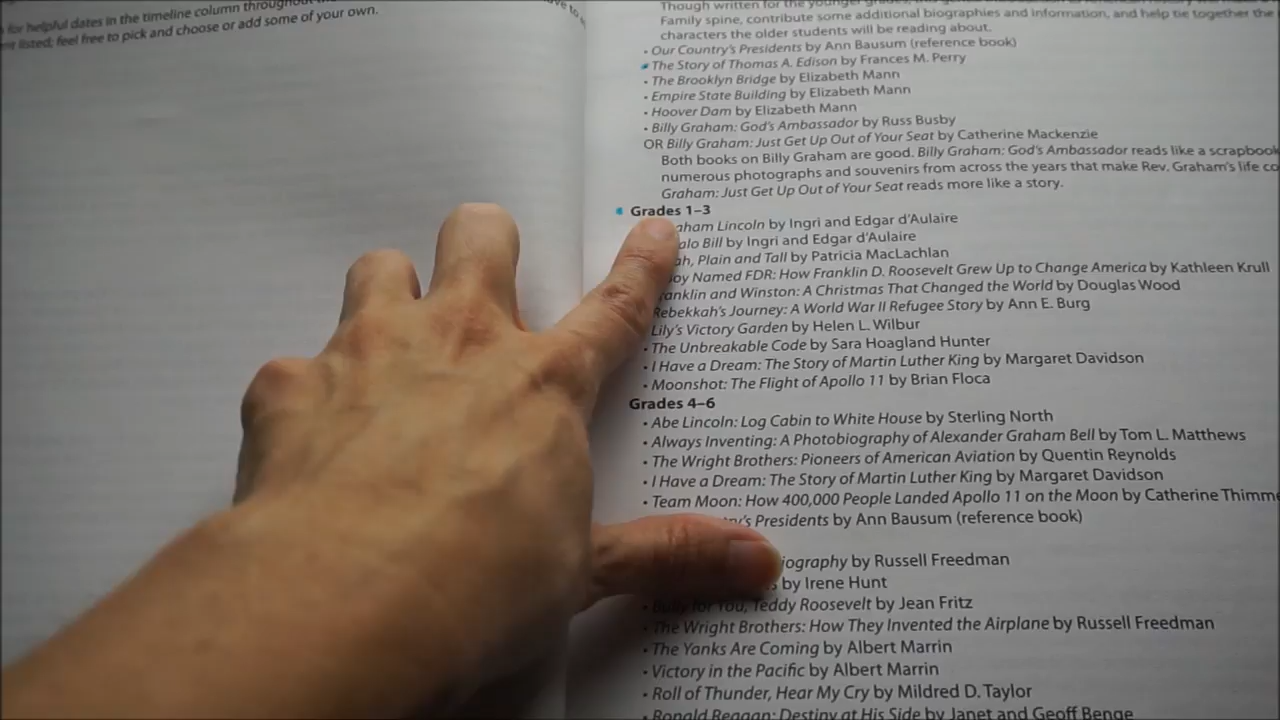 for helpful dates in the timeline column throughout
listed; feel free to pick and choose or add some of your own.
Though written for the younger grades, this
Family spine, contribute some additional biographies and information, and help tie together the
characters the older students will be reading about.
• Our Country's Presidents by Ann Bausum (reference book)
• The Story of Thomas A. Edison by Frances M. Perry
• The Brooklyn Bridge by Elizabeth Mann
• Empire State Building by Elizabeth Mann
• Hoover Dam by Elizabeth Mann
• Billy Graham: God's Ambassador by Russ Busby
OR Billy Graham: Just Get Up Out of Your Seat by Catherine Mackenzie
Both books on Billy Graham are good. Billy Graham: God's Ambassador reads like a scrapbook
numerous photographs and souvenirs from across the years that make Rev. Graham's life co
Graham: Just Get Up Out of Your Seat reads more like a story.
Grades 1–3
aham Lincoln by Ingri and Edgar d'Aulaire
alo Bill by Ingri and Edgar d'Aulaire
ah, Plain and Tall by Patricia MacLachlan
oy Named FDR: How Franklin D. Roosevelt Grew Up to Change America by Kathleen Krull
ranklin and Winston: A Christmas That Changed the World by Douglas Wood
Rebekkah's Journey: A World War II Refugee Story by Ann E. Burg
Lily's Victory Garden by Helen L. Wilbur
• The Unbreakable Code by Sara Hoagland Hunter
• I Have a Dream: The Story of Martin Luther King by Margaret Davidson
• Moonshot: The Flight of Apollo 11 by Brian Floca
Grades 4–6
• Abe Lincoln: Log Cabin to White House by Sterling North
• Always Inventing: A Photobiography of Alexander Graham Bell by Tom L. Matthews
• The Wright Brothers: Pioneers of American Aviation by Quentin Reynolds
• I Have a Dream: The Story of Martin Luther King by Margaret Davidson
• Team Moon: How 400,000 People Landed Apollo 11 on the Moon by Catherine Thimme
Presidents by Ann Bausum (reference book)
iography by Russell Freedman
by Irene Hunt
• Bully for You, Teddy Roosevelt by Jean Fritz
• The Wright Brothers: How They Invented the Airplane by Russell Freedman
• The Yanks Are Coming by Albert Marrin
• Victory in the Pacific by Albert Marrin
• Roll of Thunder, Hear My Cry by Mildred D. Taylor
• Ronald Reagan: Destiny at His Side by Janet and Geoff Benge